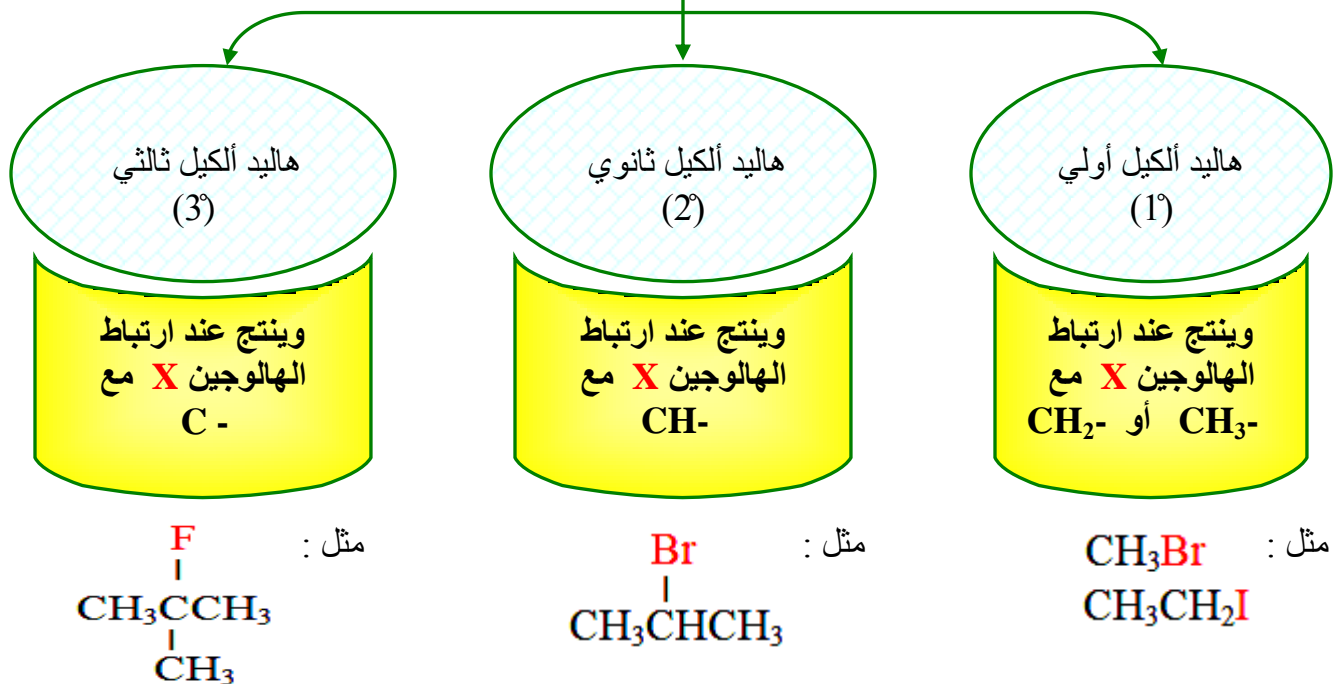 هاليد ألكيل أولي
(1°)
وينتج عند ارتباط
الهالوجين X مع
CH₃- أو CH₂-
مثل :
CH₃Br
CH₃CH₂I
هاليد ألكيل ثانوي
(2°)
وينتج عند ارتباط
الهالوجين X مع
CH-
مثل :
Br
CH₃CHCH₃
هاليد ألكيل ثالثي
(3°)
وينتج عند ارتباط
الهالوجين X مع
C -
مثل :
F
CH₃CCH₃
CH₃